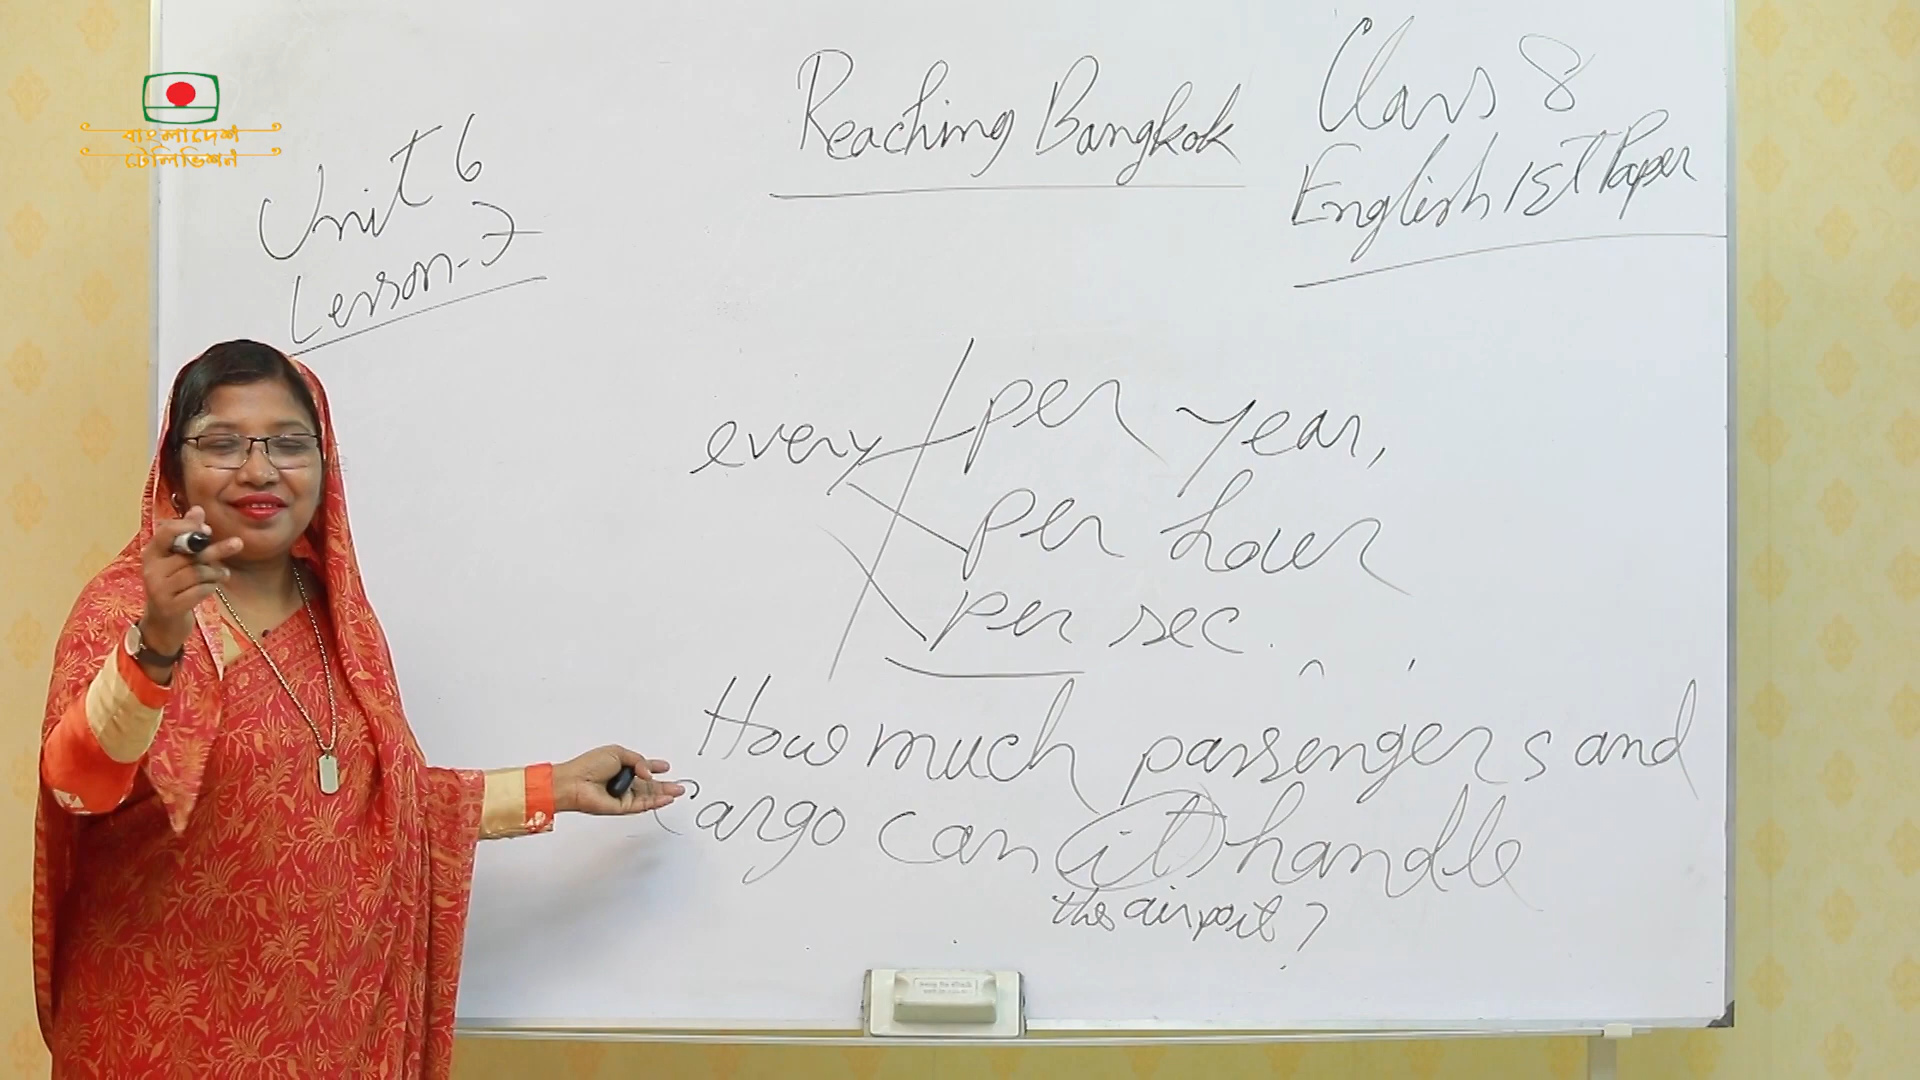 বাংলাদেশ
টেলিভিশন
Unit 6
Lesson-7
Reaching Bangkok
Class 8
English 1ST Paper
every
per year,
per hour
per sec.
How much passengers and
cargo can it handle
the airport?